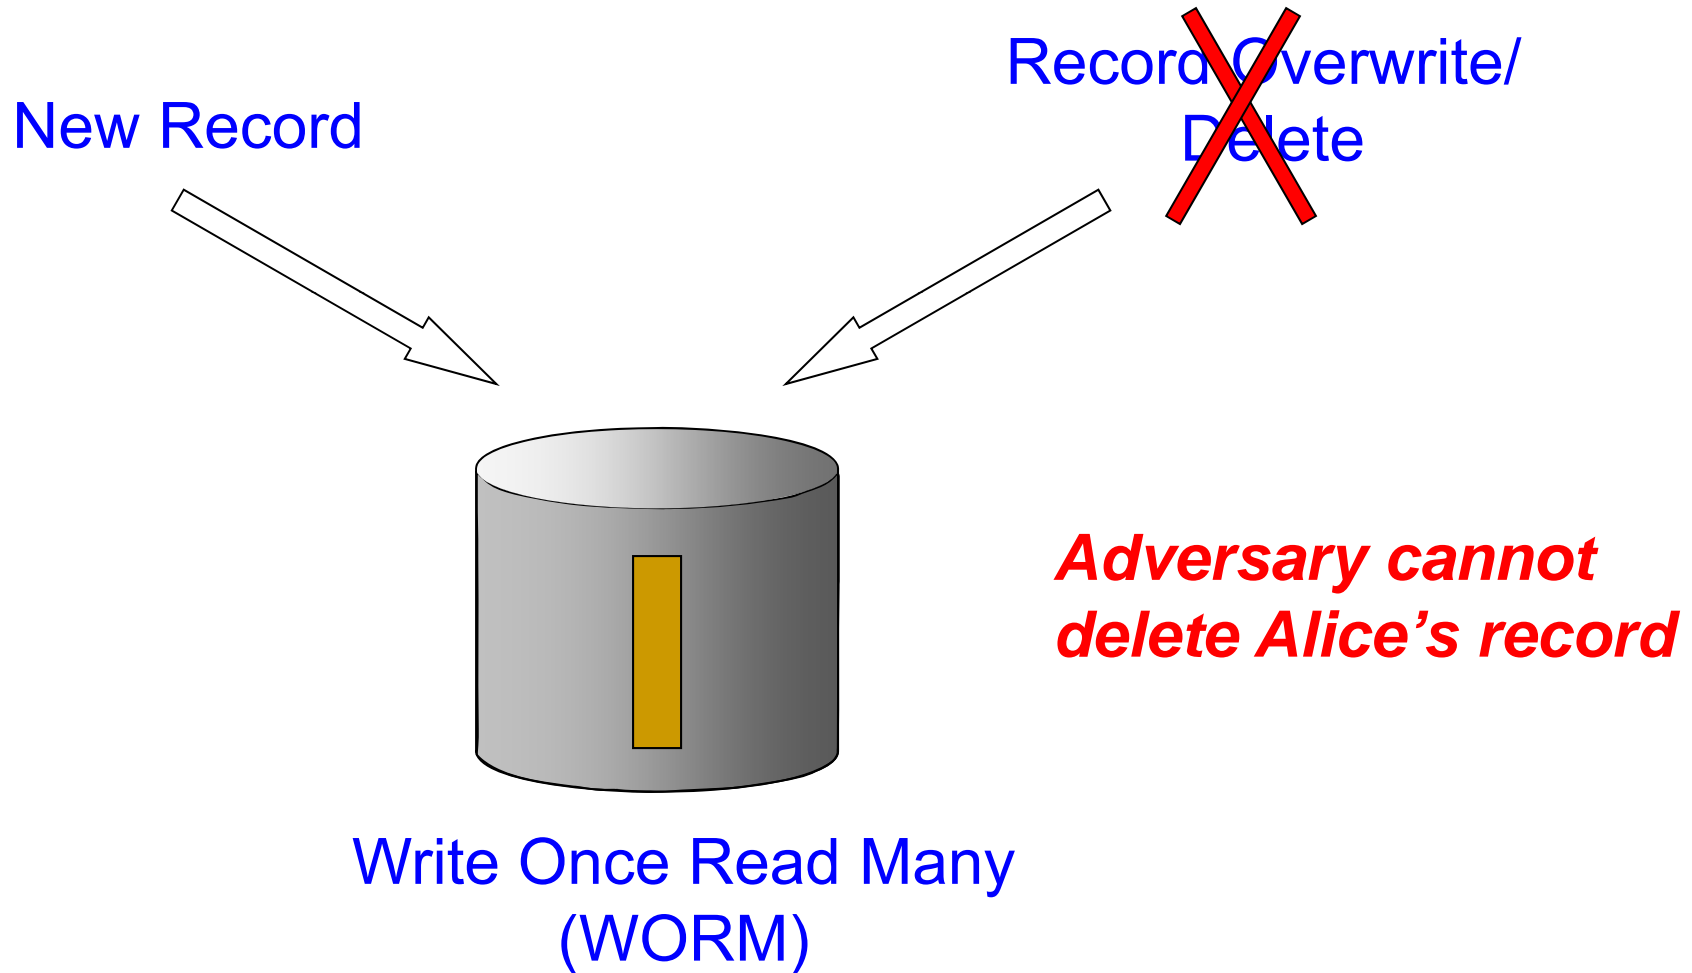 New Record
Record Overwrite/
Delete
Adversary cannot
delete Alice’s record
Write Once Read Many
(WORM)